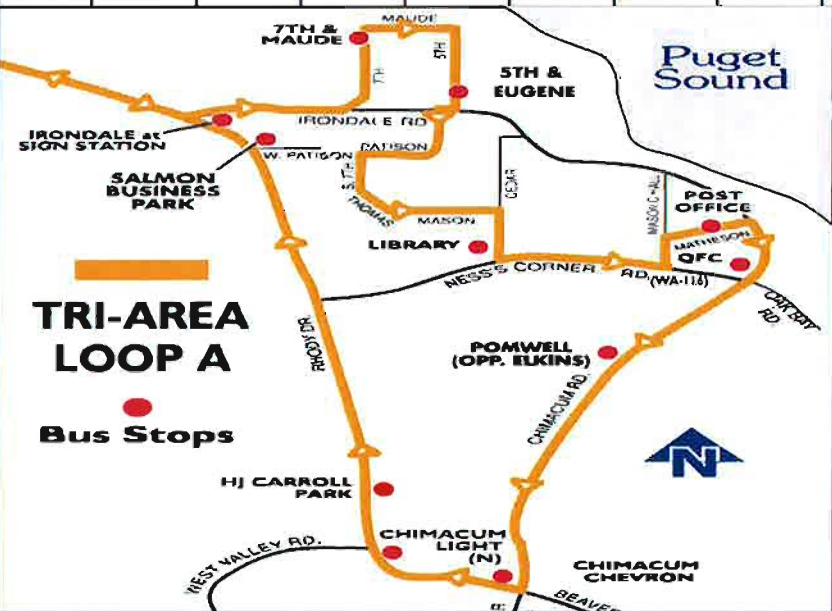 MAUDE
7TH &
MAUDE
7TH
5TH
5TH &
EUGENE
Puget
Sound
IRONDALE RD
IRONDALE at
SIGN STATION
W. PATISON
PATISON
SALMON
BUSINESS
PARK
S. 7TH
THOMAS
MASON
CEDAR
MASON C HALL
POST
OFFICE
MATHESON
QFC
LIBRARY
NESS'S CORNER RD. (WA-116)
OAK BAY
RD.
TRI-AREA
LOOP A
RHODY DR.
POMWELL
(OPP. ELKINS)
CHIMACUM RD.
Bus Stops
N
HJ CARROLL
PARK
CHIMACUM
LIGHT
(N)
WEST VALLEY RD.
CHIMACUM
CHEVRON
BEAVER